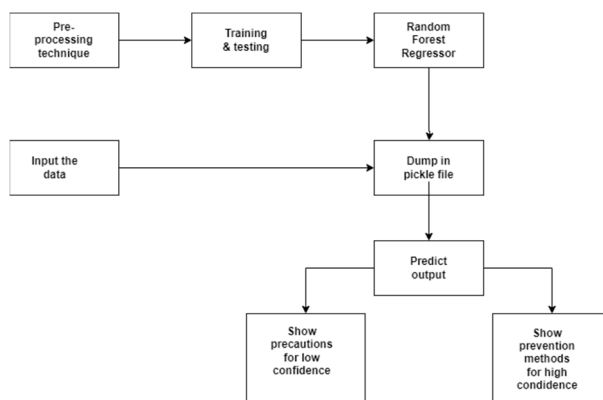 Pre-
processing
technique
Training
& testing
Random
Forest
Regressor
Input the
data
Dump in
pickle file
Predict
output
Show
precautions
for low
confidence
Show
prevention
methods
for high
condidence